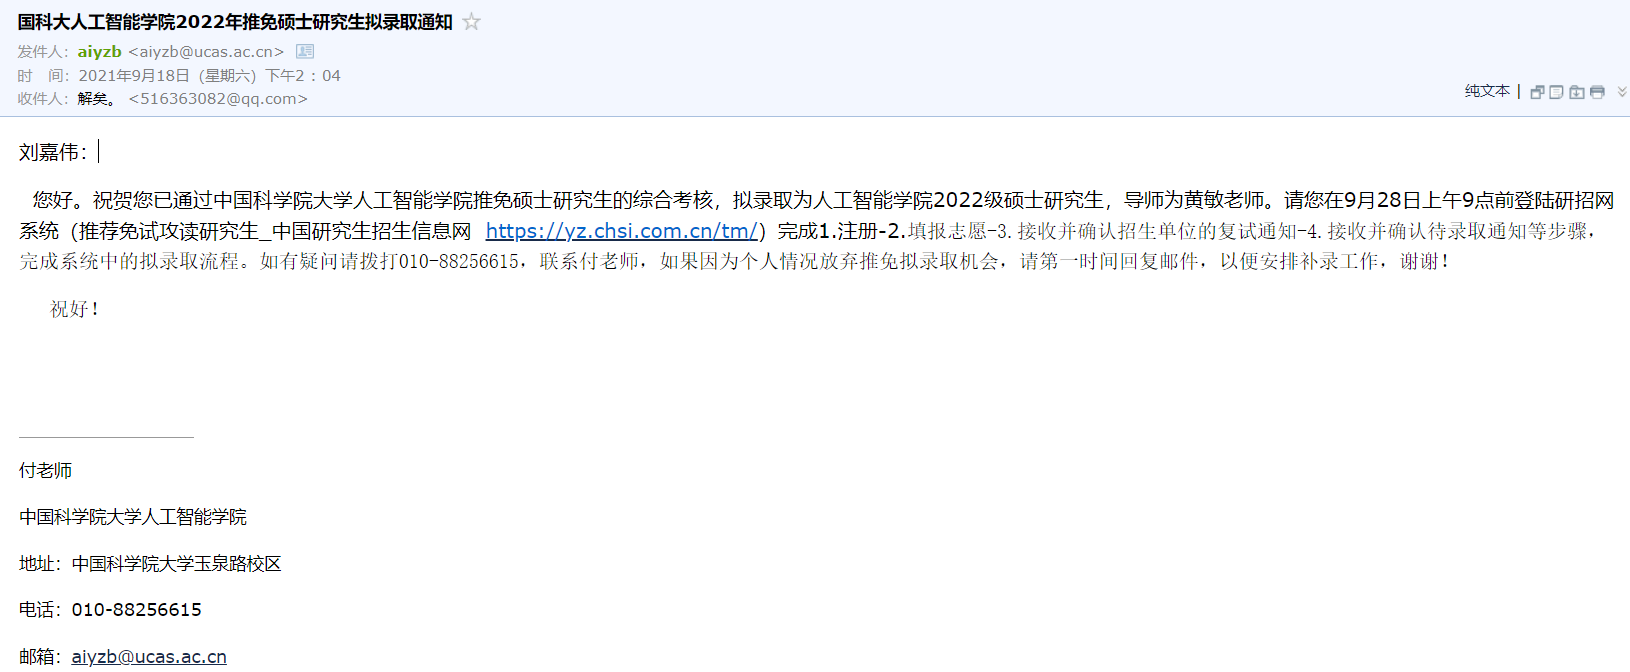 国科大人工智能学院2022年推免硕士研究生拟录取通知
发件人：aiyzb <aiyzb@ucas.ac.cn>
时 间：2021年9月18日（星期六）下午2：04
收件人：解矣。 <516363082@qq.com>
纯文本 |
刘嘉伟：
您好。祝贺您已通过中国科学院大学人工智能学院推免硕士研究生的综合考核，拟录取为人工智能学院2022级硕士研究生，导师为黄敏老师。请您在9月28日上午9点前登陆研招网
系统（推荐免试攻读研究生_中国研究生招生信息网 https://yz.chsi.com.cn/tm/）完成1.注册-2.填报志愿-3.接收并确认招生单位的复试通知-4.接收并确认待录取通知等步骤，
完成系统中的拟录取流程。如有疑问请拨打010-88256615，联系付老师，如果因为个人情况放弃推免拟录取机会，请第一时间回复邮件，以便安排补录工作，谢谢！
祝好！
付老师
中国科学院大学人工智能学院
地址：中国科学院大学玉泉路校区
电话：010-88256615
邮箱：aiyzb@ucas.ac.cn